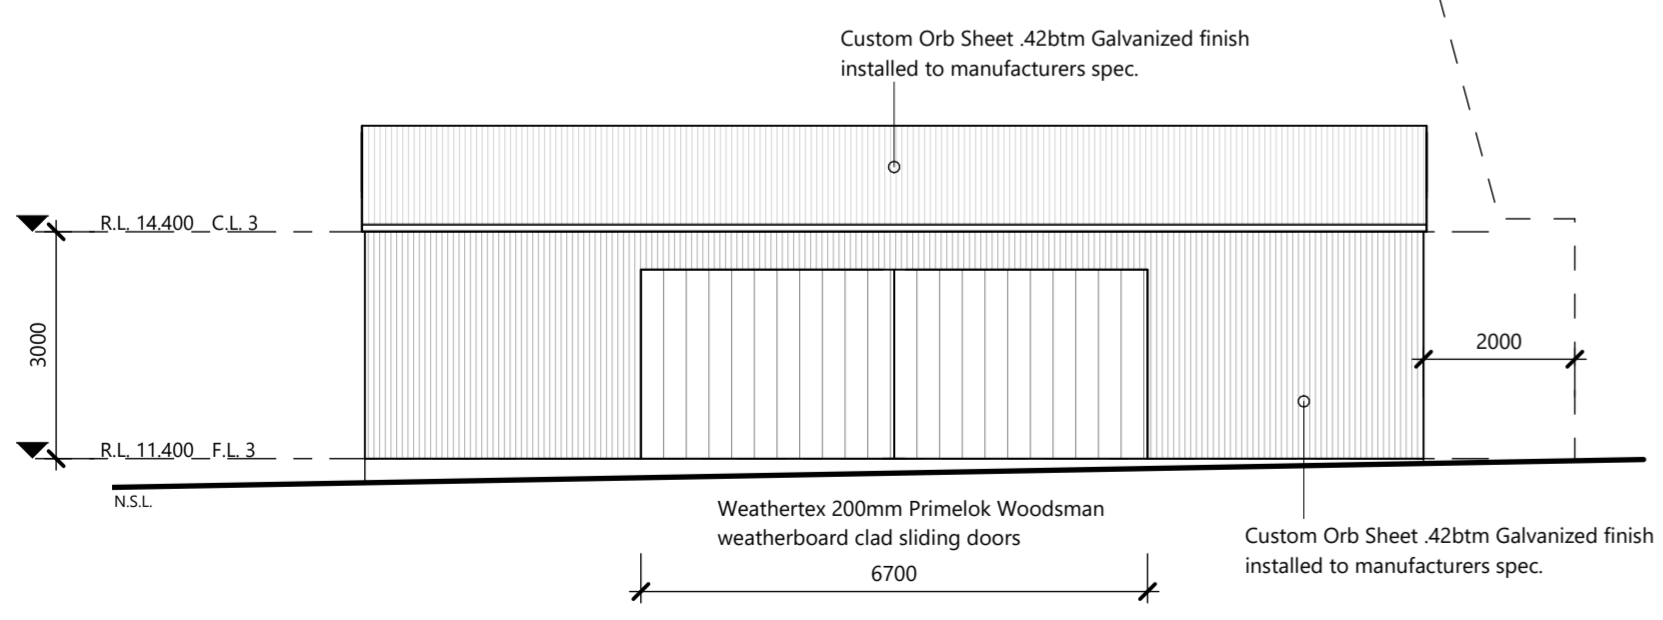 Custom Orb Sheet .42btm Galvanized finish
installed to manufacturers spec.
R.L. 14.400 C.L. 3
3000
2000
R.L. 11.400 F.L. 3
N.S.L.
Weathertex 200mm Primelok Woodsman
weatherboard clad sliding doors
6700
Custom Orb Sheet .42btm Galvanized finish
installed to manufacturers spec.